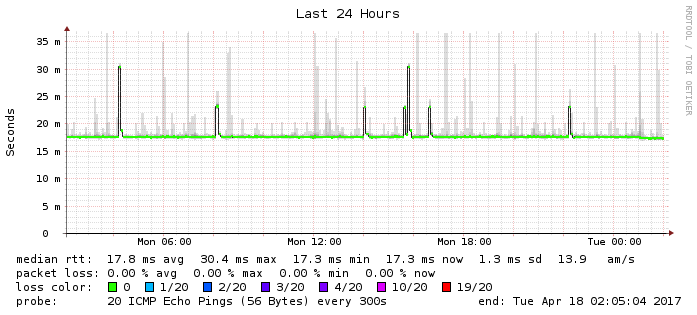 Last 24 Hours
RRDTOOL / TOBI OETIKER
Seconds
35 m
30 m
25 m
20 m
15 m
10 m
5 m
0
Mon 06:00 Mon 12:00 Mon 18:00 Tue 00:00
median rtt: 17.8 ms avg 30.4 ms max 17.3 ms min 17.3 ms now 1.3 ms sd 13.9 am/s
packet loss: 0.00 % avg 0.00 % max 0.00 % min 0.00 % now
loss color: 0 1/20 2/20 3/20 4/20 10/20 19/20
probe: 20 ICMP Echo Pings (56 Bytes) every 300s end: Tue Apr 18 02:05:04 2017